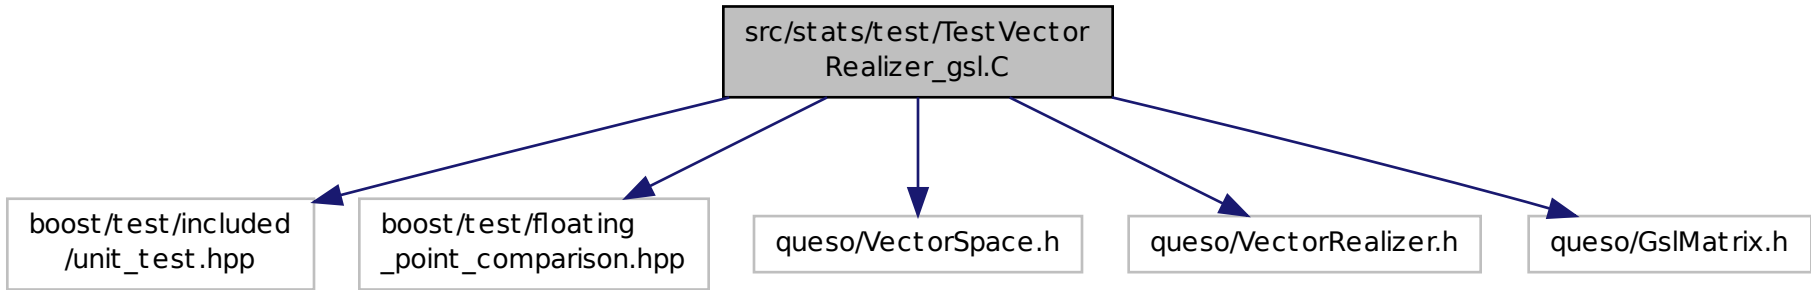 src/stats/test/TestVector
Realizer_gsl.C
boost/test/included
/unit_test.hpp
boost/test/floating
_point_comparison.hpp
queso/VectorSpace.h
queso/VectorRealizer.h
queso/GslMatrix.h